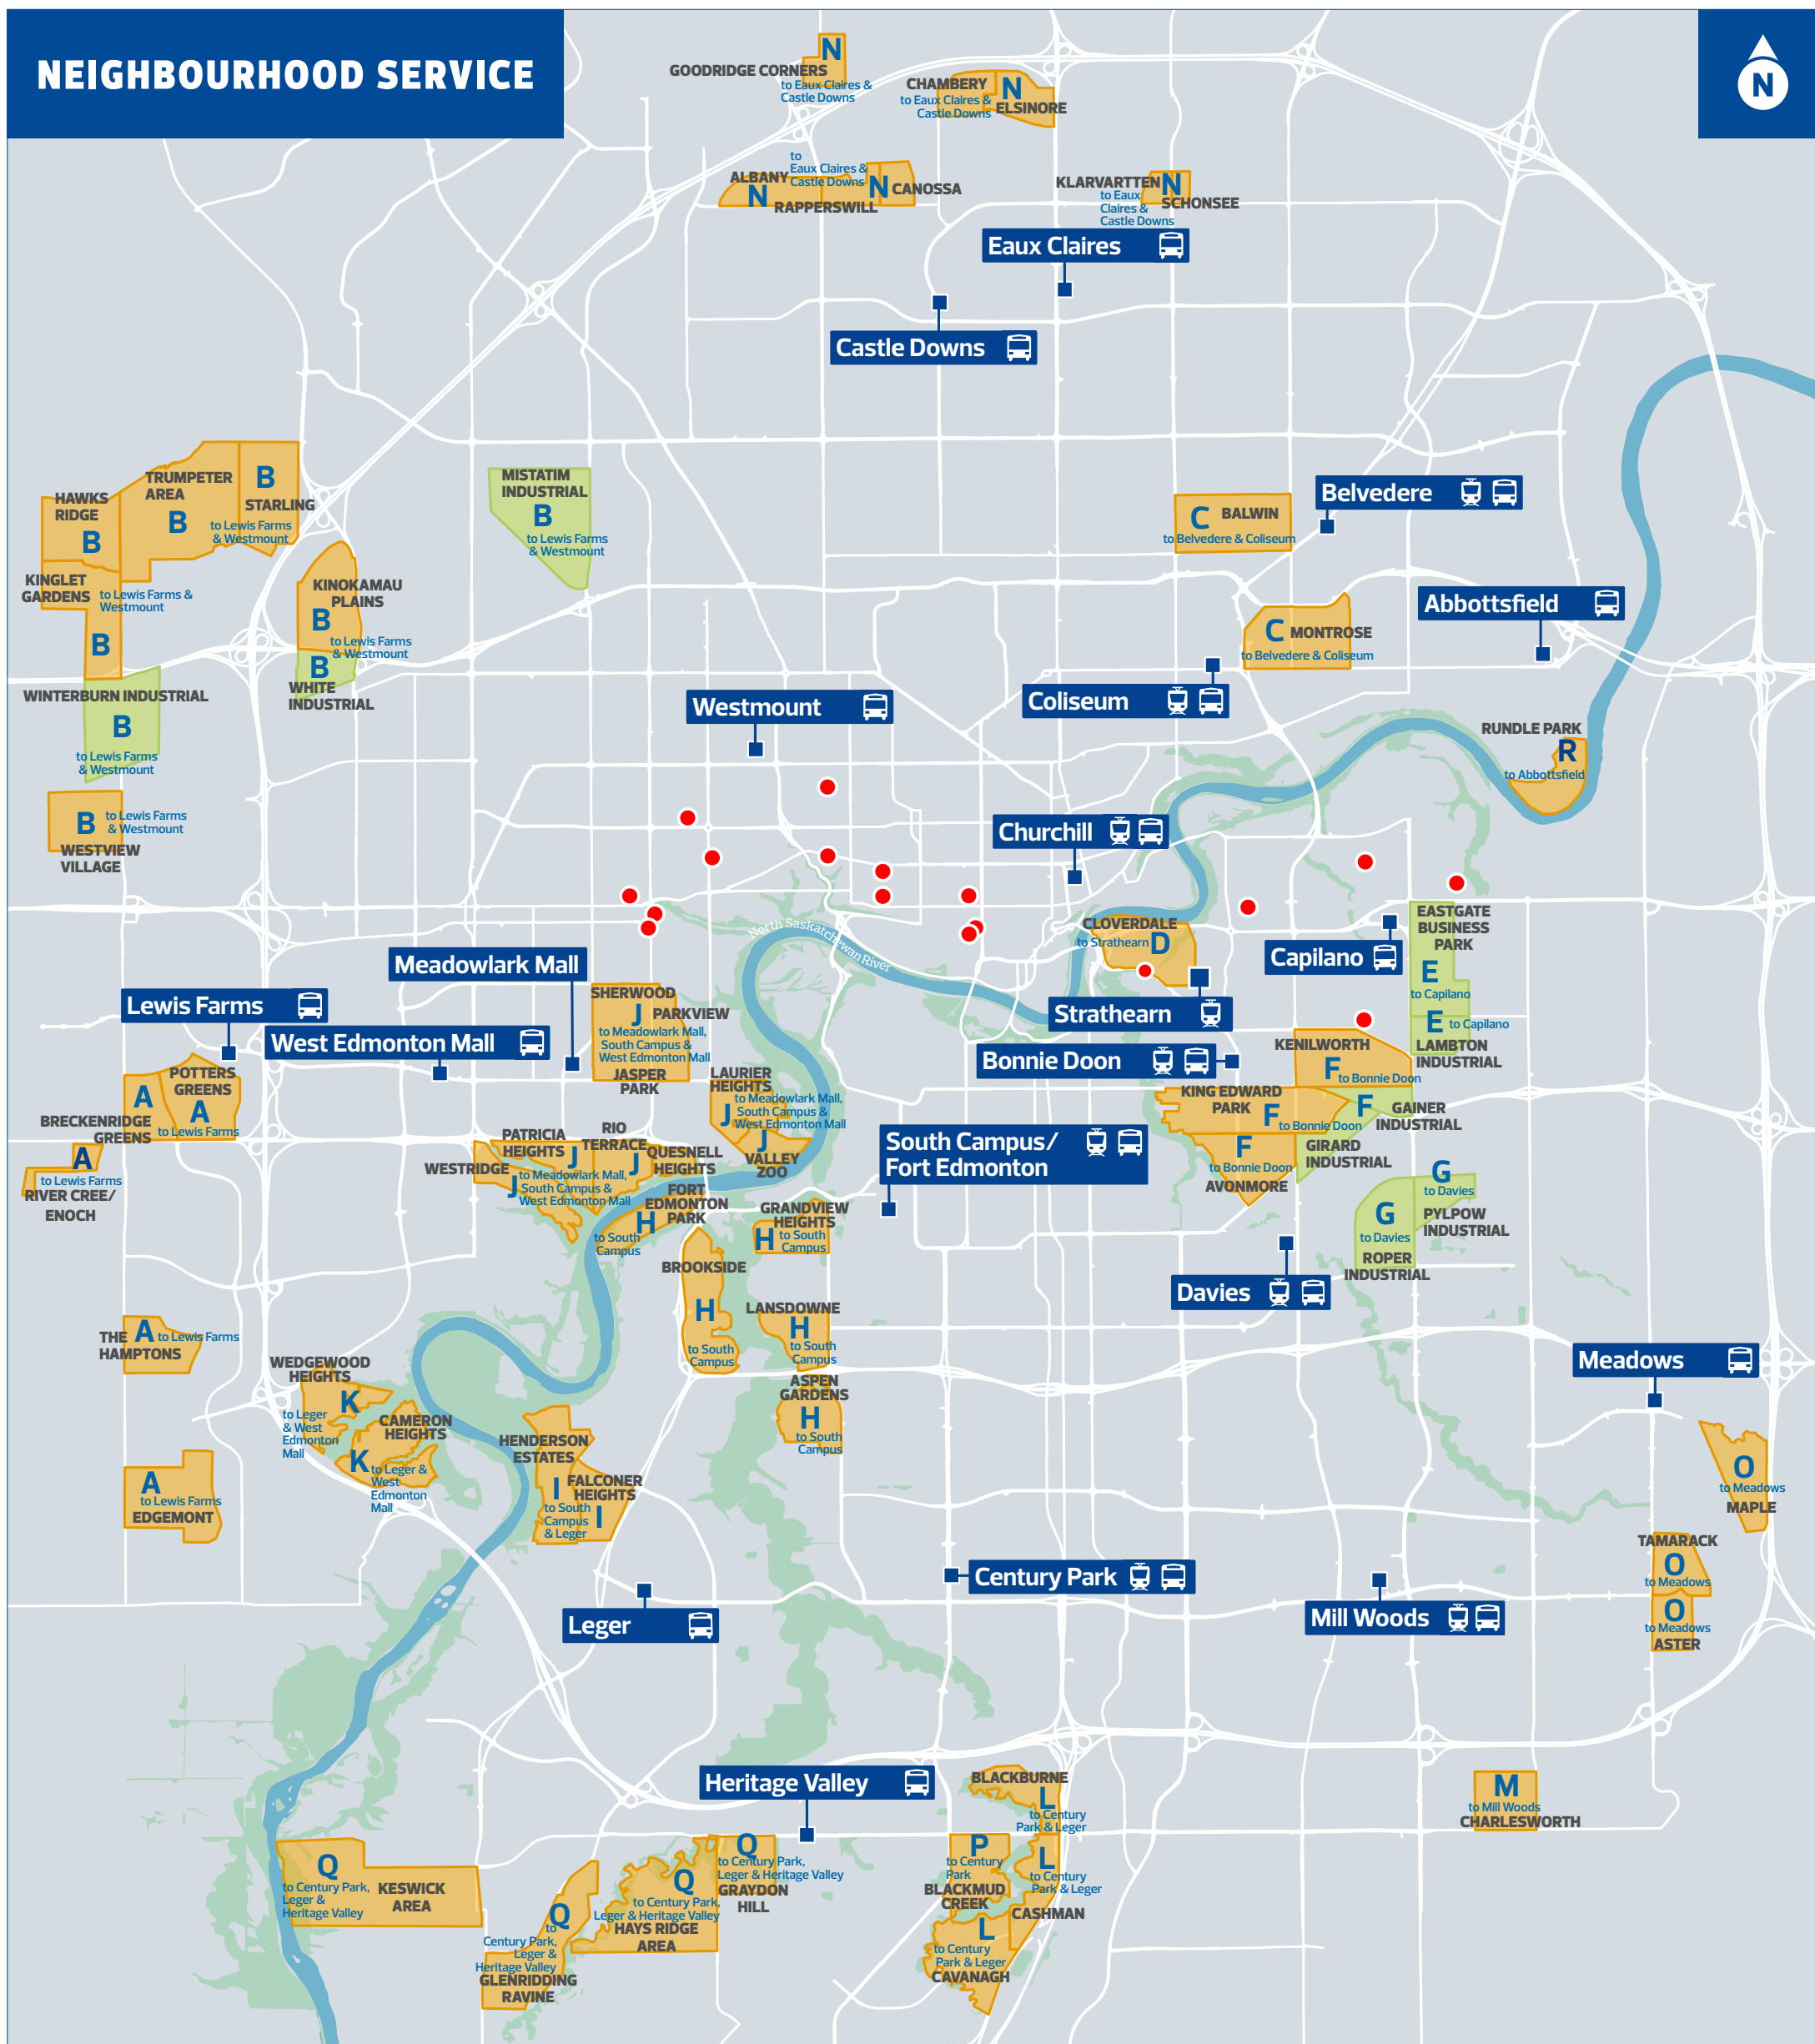 NEIGHBOURHOOD SERVICE
N
N
GOODRIDGE CORNERS
to Eaux Claires &
Castle Downs
CHAMBERY
N
to Eaux Claires &
Castle Downs
ELSINORE
to
Eaux Claires &
Castle Downs
ALBANY
N
RAPPERSWILL
N
CANOSSA
KLARVARTTEN
N
to Eaux
Claires &
Castle Downs
SCHONSEE
Eaux Claires
Castle Downs
TRUMPETER
AREA
B
B
STARLING
to Lewis Farms
& Westmount
HAWKS
RIDGE
B
KINGLET
GARDENS
to Lewis Farms &
Westmount
B
MISTATIM
INDUSTRIAL
B
to Lewis Farms
& Westmount
KINOKAMAU
PLAINS
B
to Lewis Farms
& Westmount
B
WHITE
INDUSTRIAL
WINTERBURN INDUSTRIAL
B
to Lewis Farms
& Westmount
B
to Lewis Farms
& Westmount
WESTVIEW
VILLAGE
Belvedere
C
BALWIN
to Belvedere & Coliseum
Abbottsfield
C
MONTROSE
to Belvedere & Coliseum
Coliseum
Westmount
RUNDLE PARK
R
to Abbottsfield
Churchill
North Saskatchewan River
CLOVERDALE
to Strathearn
D
Capilano
EASTGATE
BUSINESS
PARK
E
to Capilano
E
to Capilano
LAMBTON
INDUSTRIAL
Strathearn
Meadowlark Mall
Lewis Farms
West Edmonton Mall
SHERWOOD
J
PARKVIEW
to Meadowlark Mall,
South Campus &
West Edmonton Mall
JASPER
PARK
Bonnie Doon
KENILWORTH
F
to Bonnie Doon
KING EDWARD
PARK
F
to Bonnie Doon
F
GAINER
INDUSTRIAL
F
to Bonnie Doon
AVONMORE
GIRARD
INDUSTRIAL
POTTERS
GREENS
A
A
to Lewis Farms
BRECKENRIDGE
GREENS
A
to Lewis Farms
RIVER CREE/
ENOCH
LAURIER
HEIGHTS
to Meadowlark Mall,
South Campus &
West Edmonton Mall
J
J
VALLEY
ZOO
PATRICIA
HEIGHTS
RIO
TERRACE
J
J
QUESNELL
HEIGHTS
WESTRIDGE
J
to Meadowlark Mall,
South Campus &
West Edmonton Mall
FORT
EDMONTON
PARK
H
to South
Campus
South Campus/
Fort Edmonton
GRANDVIEW
HEIGHTS
H
to South
Campus
G
to Davies
PYLPOW
INDUSTRIAL
G
to Davies
ROPER
INDUSTRIAL
BROOKSIDE
H
to South
Campus
LANSDOWNE
H
to South
Campus
Davies
A
to Lewis Farms
THE
HAMPTONS
WEDGEWOOD
HEIGHTS
K
to Leger
& West
Edmonton
Mall
CAMERON
HEIGHTS
K
to Leger &
West
Edmonton
Mall
ASPEN
GARDENS
H
to South
Campus
Meadows
HENDERSON
ESTATES
I
FALCONER
HEIGHTS
I
to South
Campus
& Leger
A
to Lewis Farms
EDGEMONT
O
to Meadows
MAPLE
TAMARACK
O
to Meadows
O
to Meadows
ASTER
Century Park
Leger
Mill Woods
Heritage Valley
BLACKBURNE
L
to Century
Park & Leger
M
to Mill Woods
CHARLESWORTH
Q
to Century Park,
Leger &
Heritage Valley
KESWICK
AREA
Q
to
Century Park,
Leger &
Heritage Valley
GLENRIDDING
RAVINE
Q
to Century Park,
Leger & Heritage Valley
HAYS RIDGE
AREA
Q
to Century Park,
Leger & Heritage Valley
GRAYDON
HILL
P
to Century
Park
BLACKMUD
CREEK
L
to Century
Park & Leger
CASHMAN
L
to Century
Park & Leger
CAVANAGH